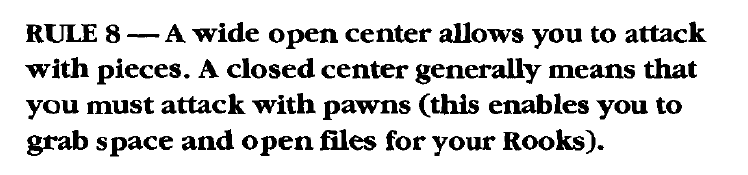 RULE 8 — A wide open center allows you to attack
with pieces. A closed center generally means that
you must attack with pawns (this enables you to
grab space and open files for your Rooks).